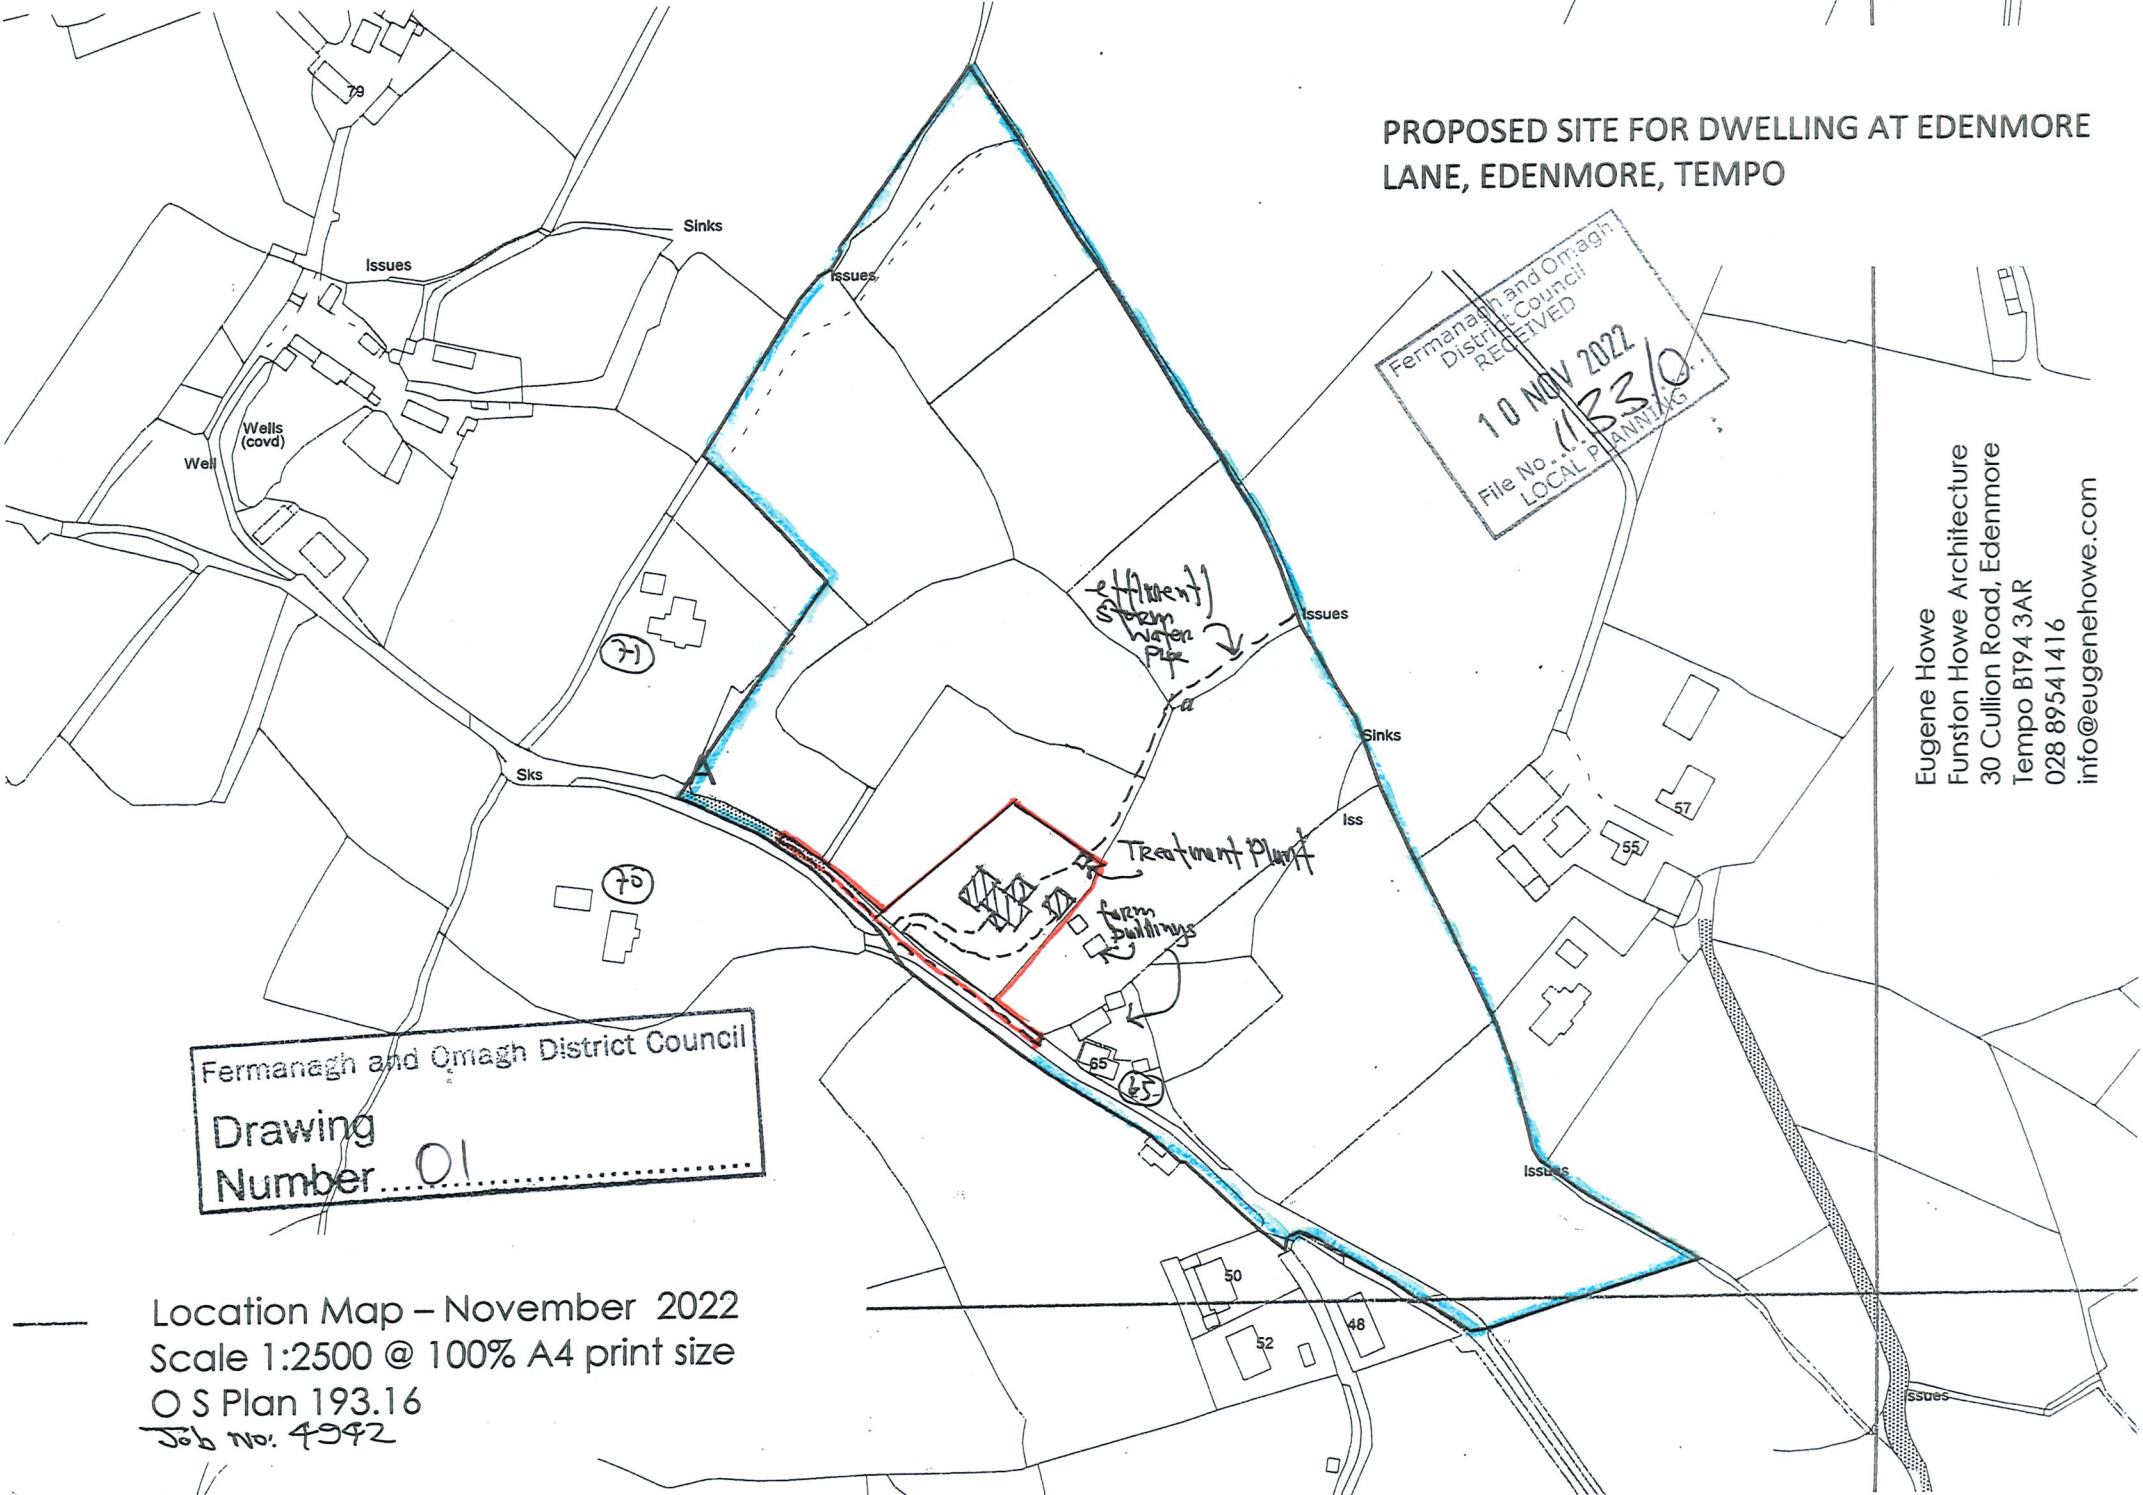 PROPOSED SITE FOR DWELLING AT EDENMORE
LANE, EDENMORE, TEMPO
Fermanagh and Omagh
District Council
RECEIVED
10 NOV 2022
File No.
LOCAL PLANNING
Eugene Howe
Funston Howe Architecture
30 Cullion Road, Edenmore
Tempo BT94 3AR
028 89541416
info@eugenehowe.com
79
Sinks
Issues
Issues
Wells
(covd)
Well
effluent/
Storm
Water
Pipe
Issues
71
a
Sinks
A
Sks
Iss
57
55
Treatment Plant
70
farm
buildings
65
65
Issues
50
52
48
Issues
Fermanagh and Omagh District Council
Drawing
Number 01
Location Map – November 2022
Scale 1:2500 @ 100% A4 print size
O S Plan 193.16
Job No: 4942